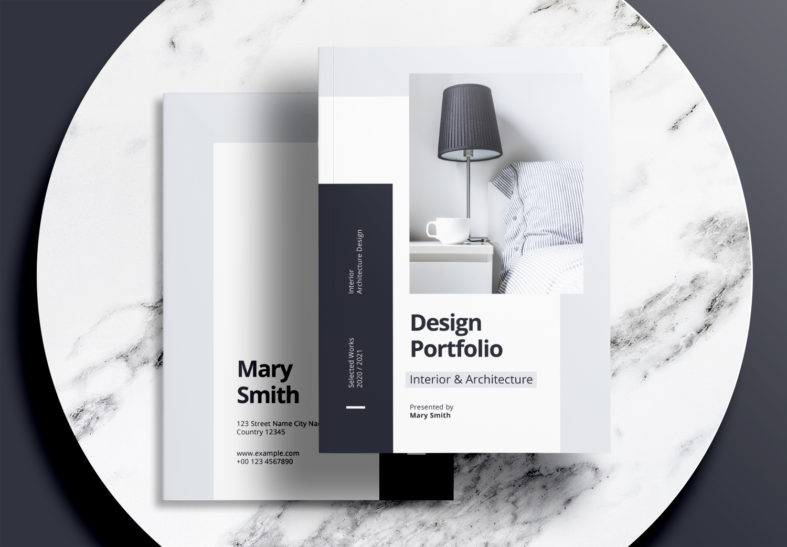 Design
Portfolio
Interior & Architecture
Presented by
Mary Smith
Interior
Architecture Design
Selected Works
2020 / 2021
Mary
Smith
123 Street Name City
Country 12345
www.example.com
+00 123 4567890